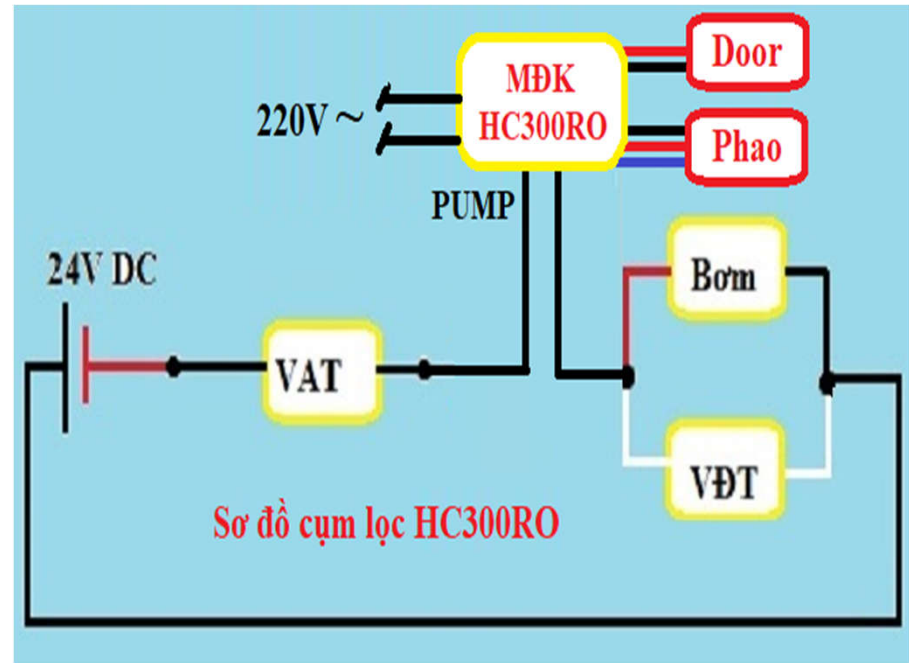 Door
MĐK
HC300RO
220V ~
Phao
PUMP
24V DC
Bơm
VAT
VĐT
Sơ đồ cụm lọc HC300RO